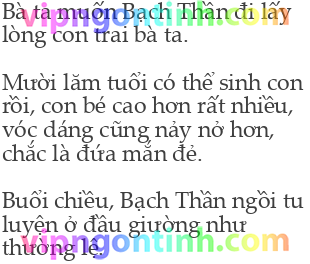 Bà ta muốn Bạch Thần đi lấy
lòng con trai bà ta.
Mười lăm tuổi có thể sinh con
rồi, con bé cao hơn rất nhiều,
vóc dáng cũng nảy nở hơn,
chắc là đứa mắn đẻ.
Buổi chiều, Bạch Thần ngồi tu
luyện ở đầu giường như
thường lệ.
vipngontinh.com
vipngontinh.com